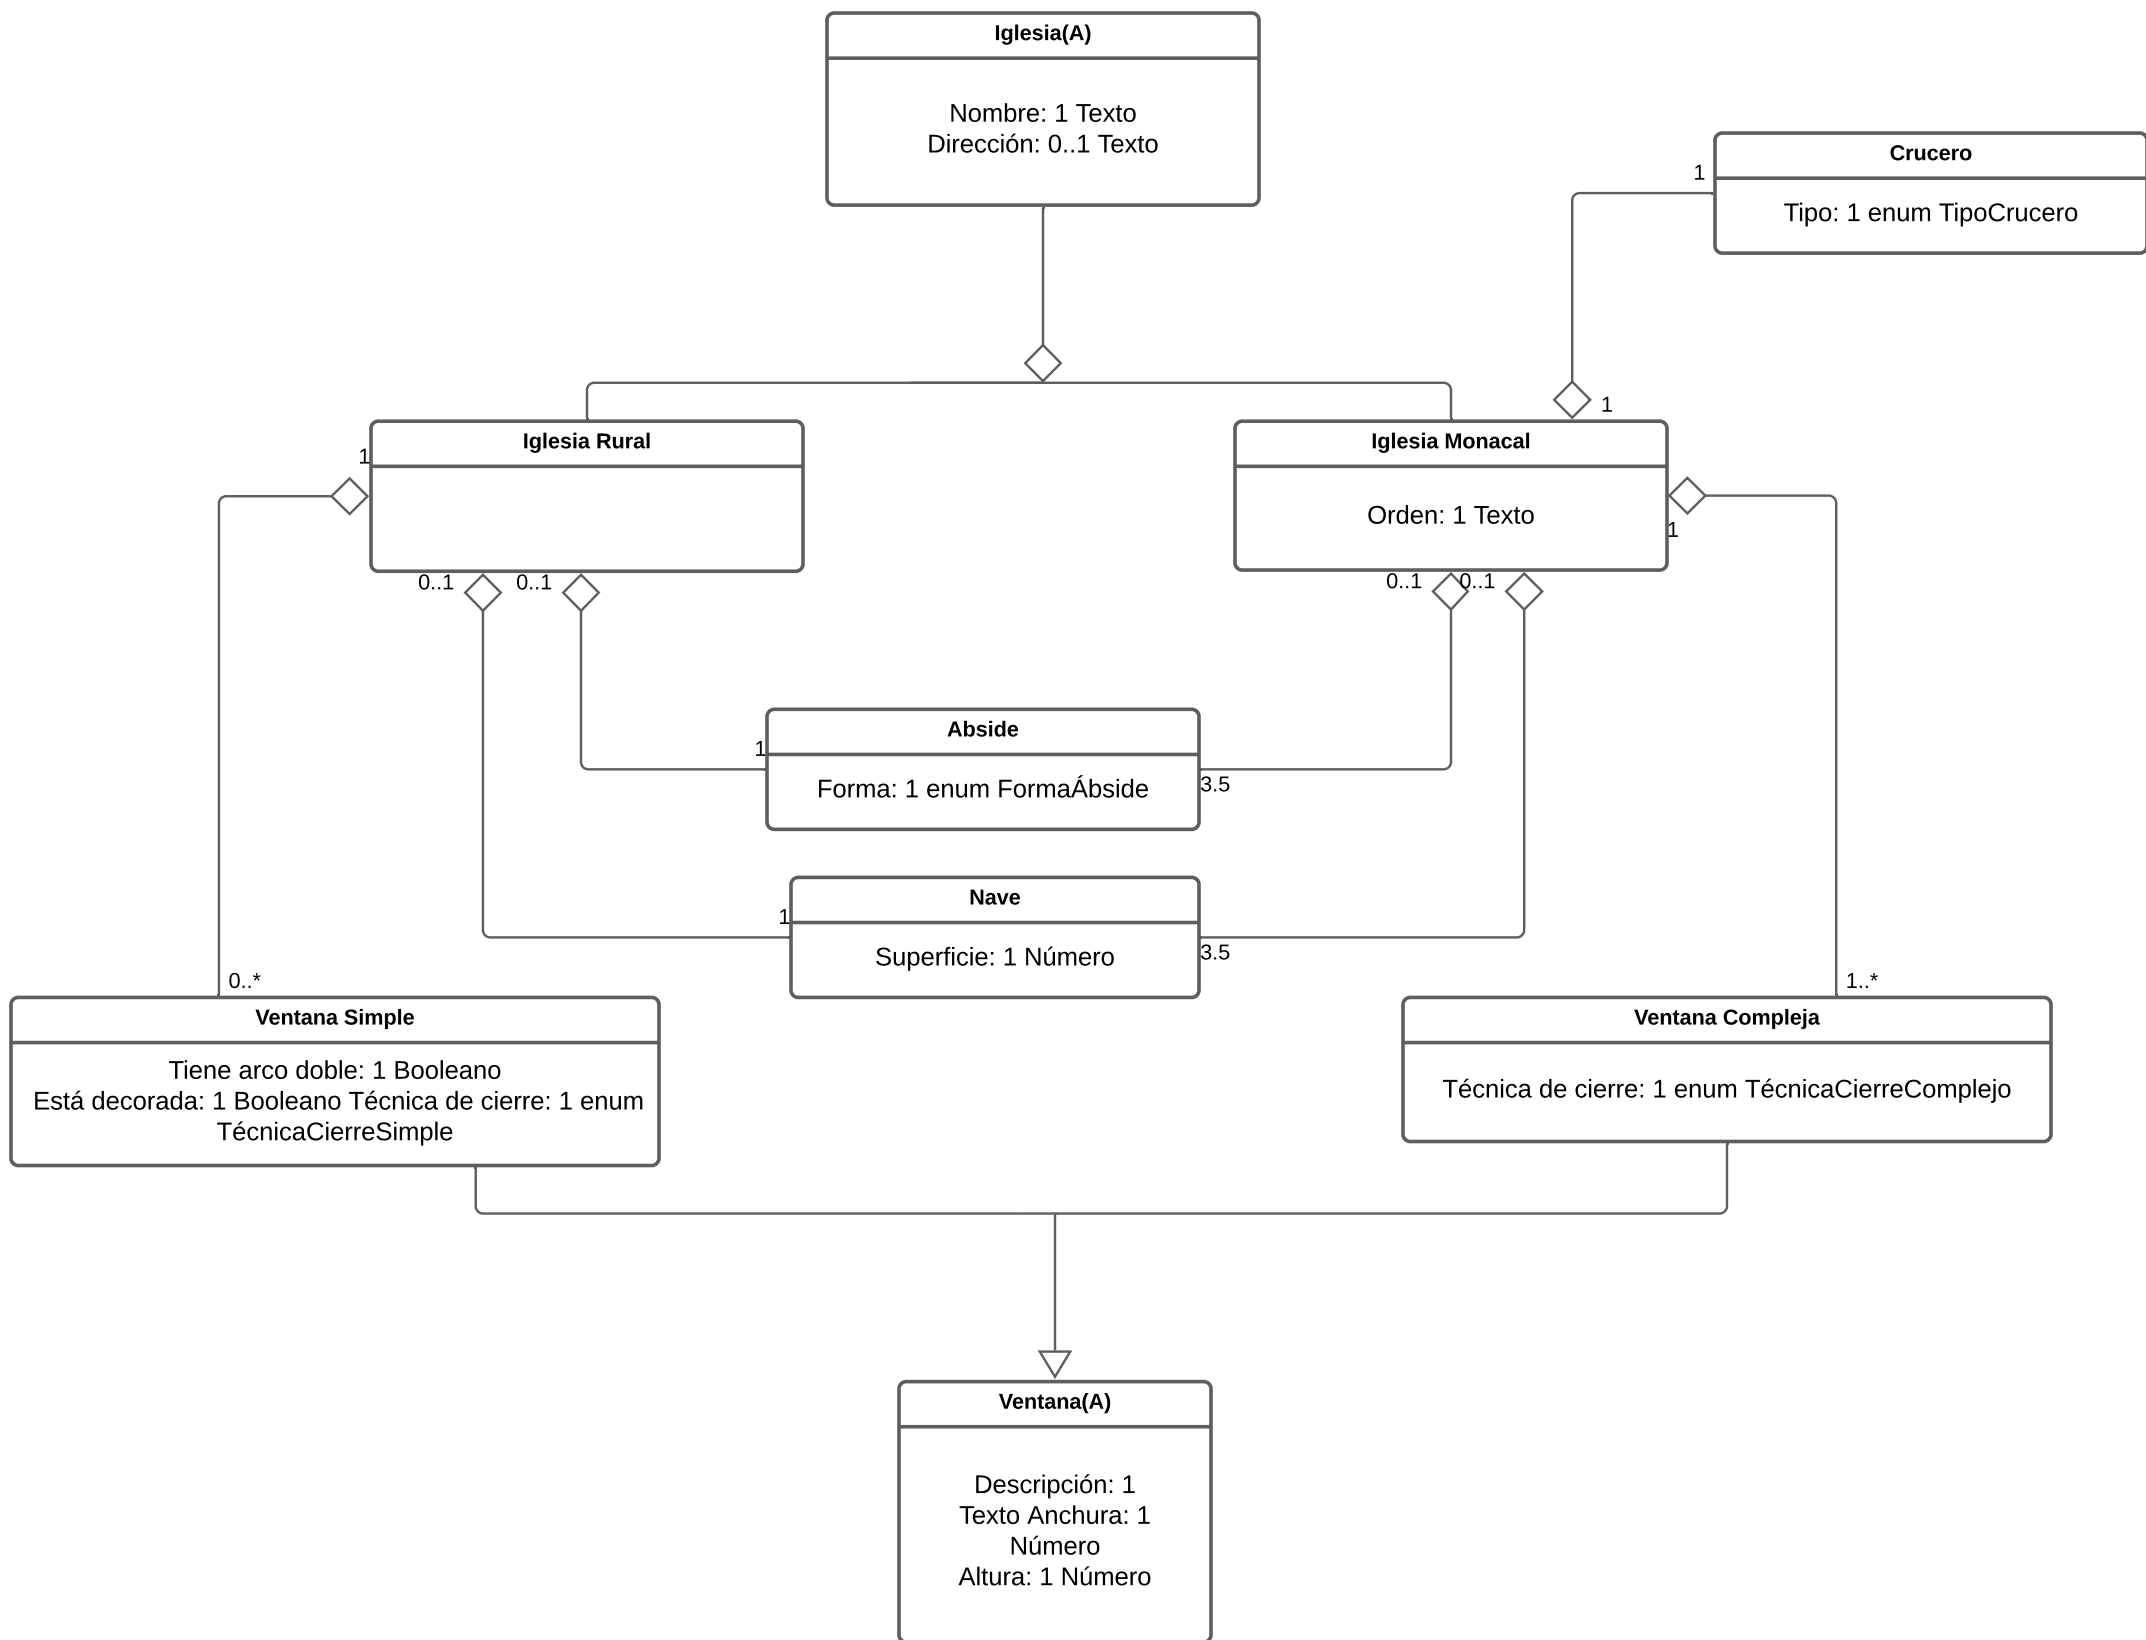 Iglesia(A)
Nombre: 1 Texto
Dirección: 0..1 Texto
Crucero
1
Tipo: 1 enum TipoCrucero
1
Iglesia Rural
Iglesia Monacal
1
Orden: 1 Texto
1
0..1
0..1
0..1
0..1
Abside
1
Forma: 1 enum FormaÁbside
3.5
Nave
1
Superficie: 1 Número
3.5
0..*
1..*
Ventana Simple
Tiene arco doble: 1 Booleano
Está decorada: 1 Booleano Técnica de cierre: 1 enum
TécnicaCierreSimple
Ventana Compleja
Técnica de cierre: 1 enum TécnicaCierreComplejo
Ventana(A)
Descripción: 1
Texto Anchura: 1
Número
Altura: 1 Número